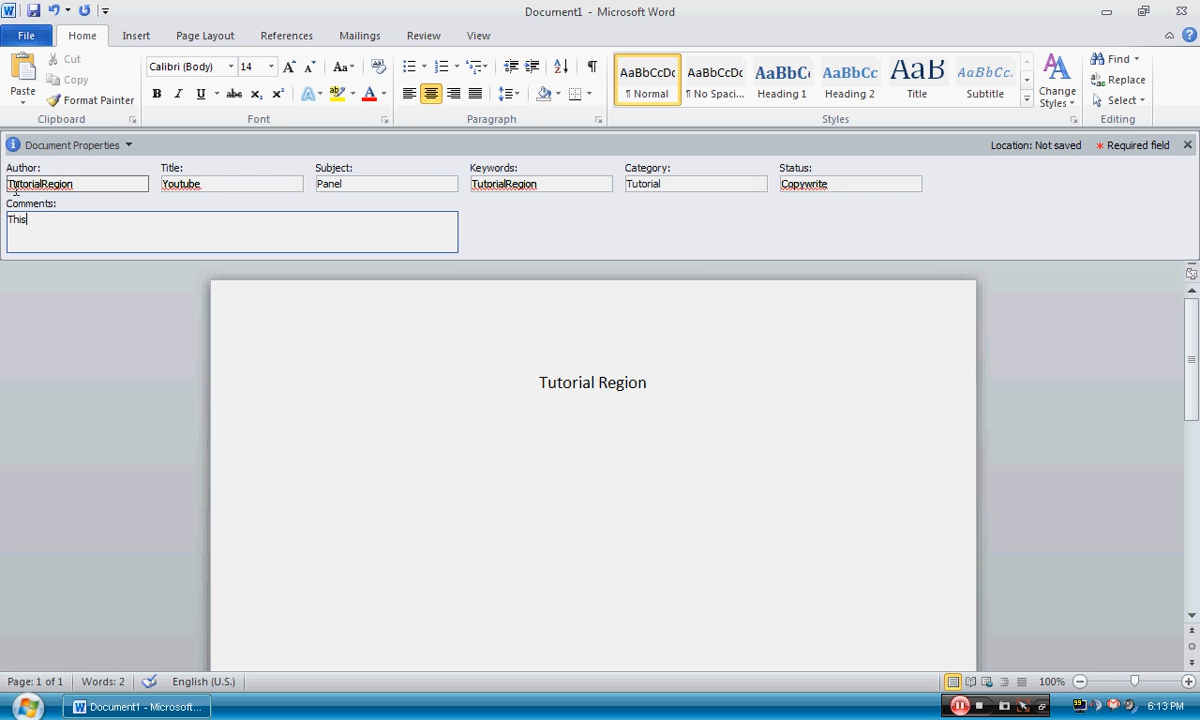 Document1 - Microsoft Word
File Home Insert Page Layout References Mailings Review View
Paste
Cut
Copy
Format Painter
Clipboard
Calibri (Body) 14
Font
Paragraph
AaBbCcDc AaBbCcDc AaBbCc AaBbCc AaB AaBbCc.
¶ Normal ¶ No Spaci... Heading 1 Heading 2 Title Subtitle
Change
Styles
Styles
Find
Replace
Select
Editing
Document Properties
Location: Not saved * Required field
Author: Title: Subject: Keywords: Category: Status:
TutorialRegion Youtube Panel TutorialRegion Tutorial Copywrite
Comments:
This
Tutorial Region
Page: 1 of 1 Words: 2 English (U.S.) 100%
Document1 - Microsoft... 6:13 PM